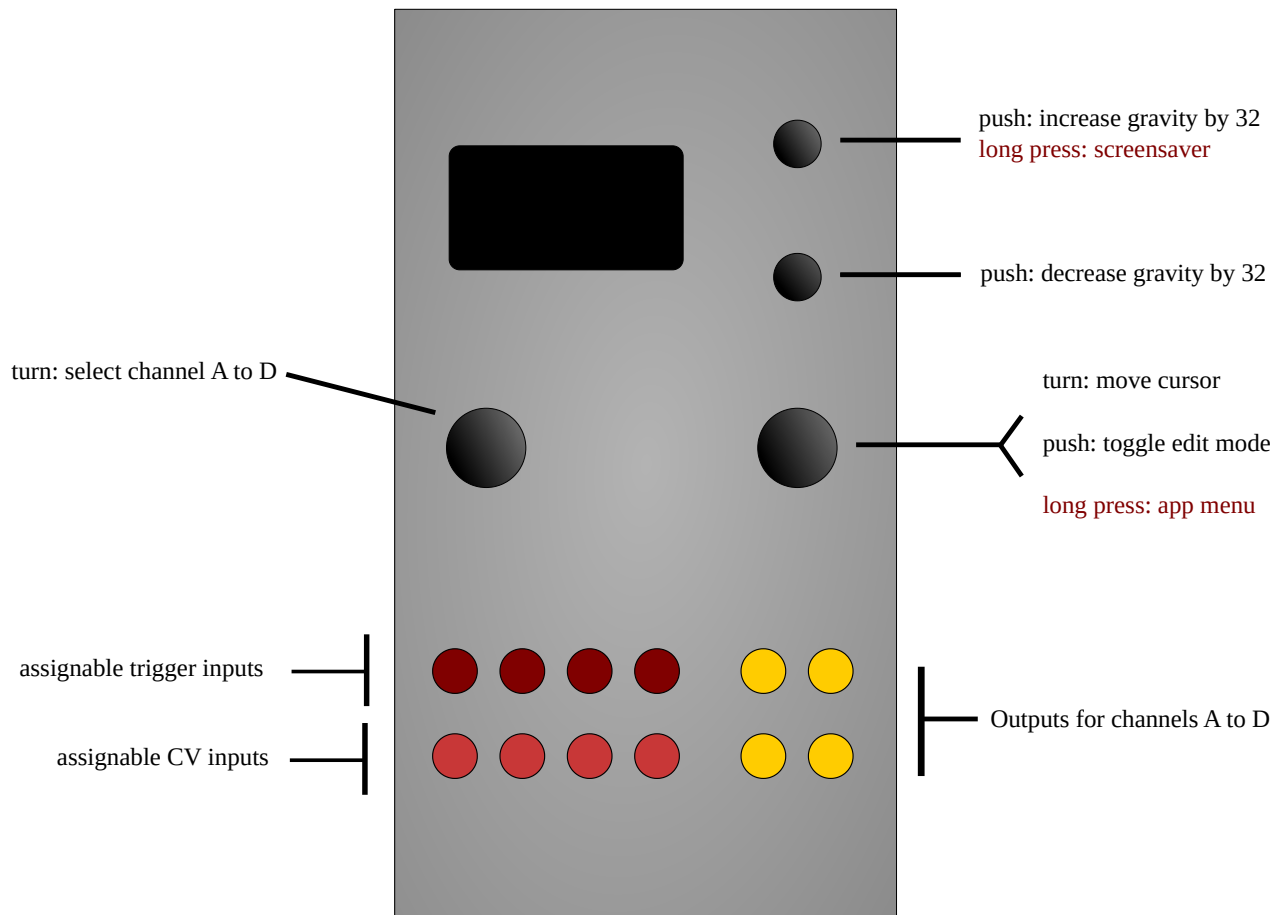 push: increase gravity by 32
long press: screensaver
push: decrease gravity by 32
turn: select channel A to D
turn: move cursor
push: toggle edit mode
long press: app menu
assignable trigger inputs
assignable CV inputs
Outputs for channels A to D